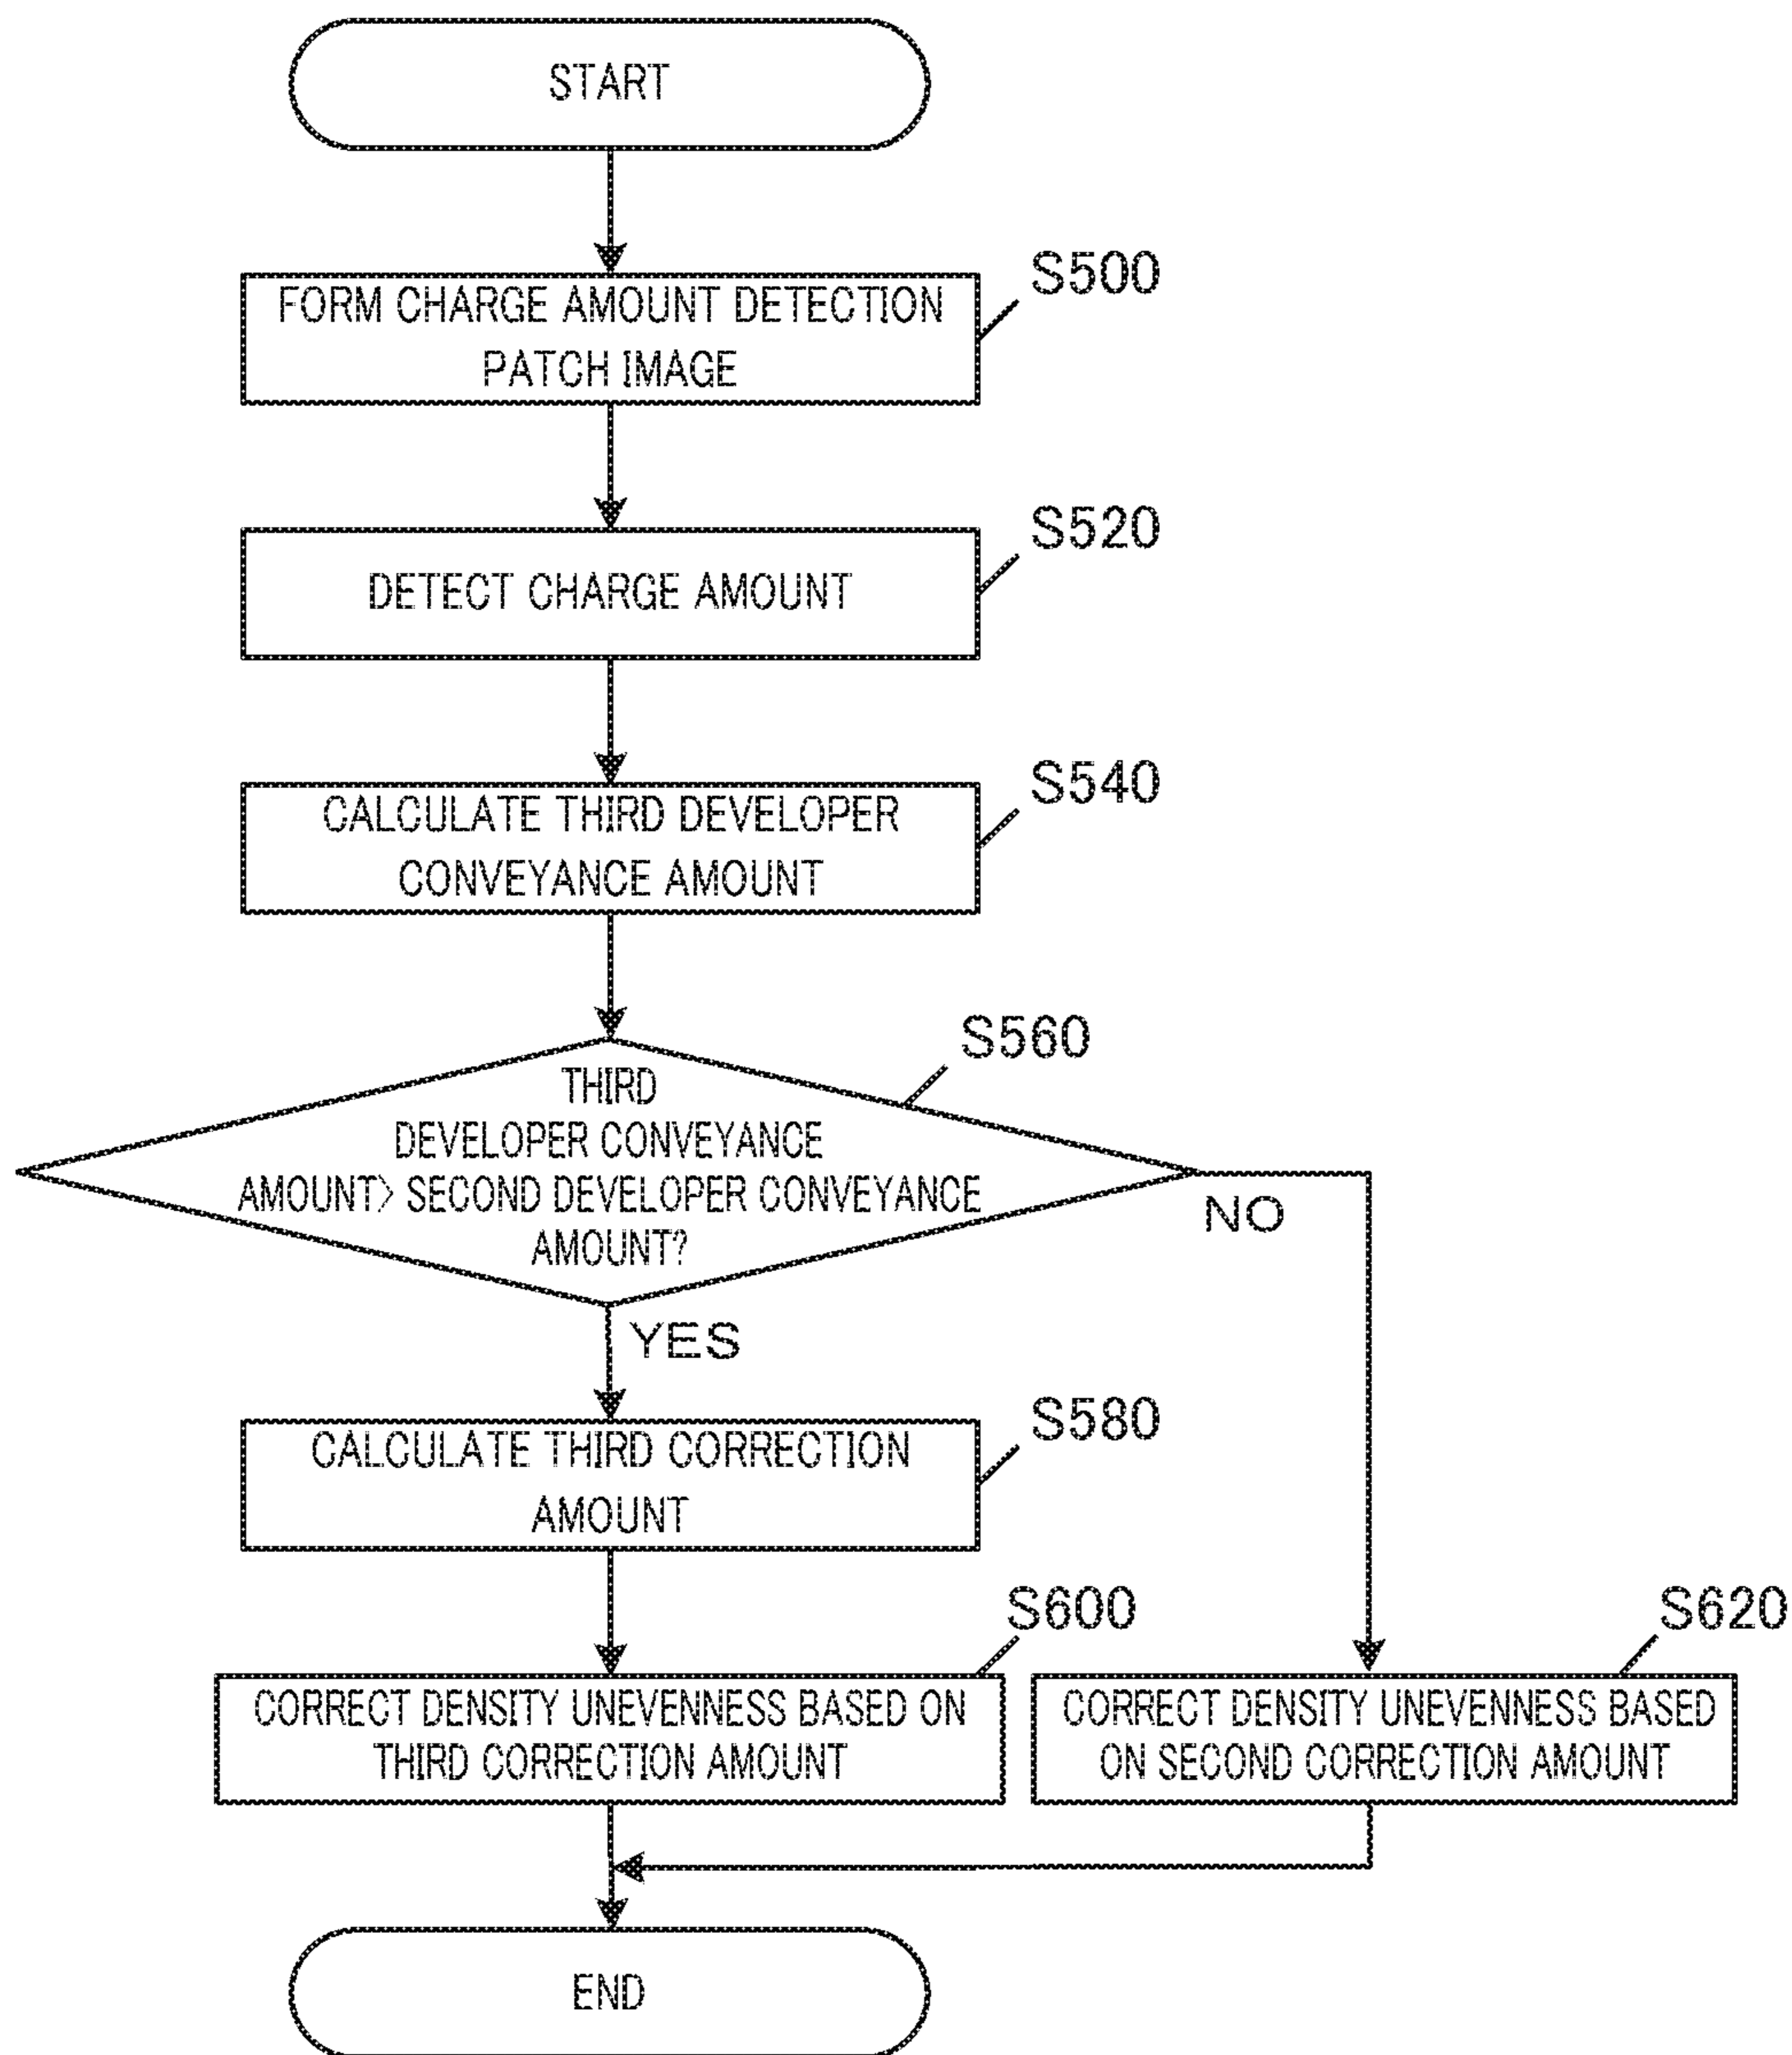 START
S500
FORM CHARGE AMOUNT DETECTION
PATCH IMAGE
S520
DETECT CHARGE AMOUNT
S540
CALCULATE THIRD DEVELOPER
CONVEYANCE AMOUNT
S560
THIRD
DEVELOPER CONVEYANCE
AMOUNT> SECOND DEVELOPER CONVEYANCE
AMOUNT?
NO
YES
S580
CALCULATE THIRD CORRECTION
AMOUNT
S600
CORRECT DENSITY UNEVENNESS BASED ON
THIRD CORRECTION AMOUNT
S620
CORRECT DENSITY UNEVENNESS BASED
ON SECOND CORRECTION AMOUNT
END